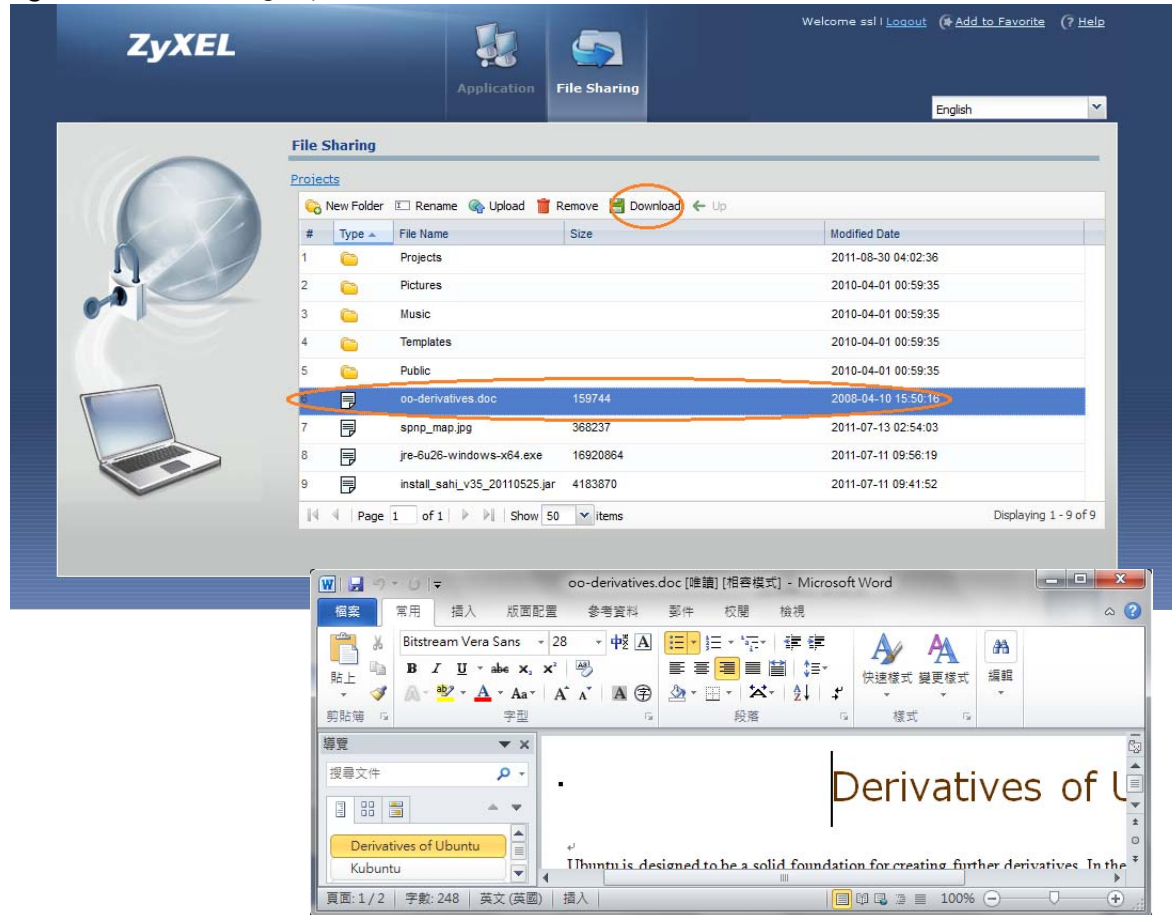 ZyXEL
Welcome ssl | Logout Add to Favorite ? Help
Application File Sharing
English
File Sharing
Projects
New Folder Rename Upload Remove Download Up
# Type File Name Size Modified Date
1 Projects 2011-08-30 04:02:36
2 Pictures 2010-04-01 00:59:35
3 Music 2010-04-01 00:59:35
4 Templates 2010-04-01 00:59:35
5 Public 2010-04-01 00:59:35
6 oo-derivatives.doc 159744 2008-04-10 15:50:16
7 spnp_map.jpg 368237 2011-07-13 02:54:03
8 jre-6u26-windows-x64.exe 16920864 2011-07-11 09:56:19
9 install_sahi_v35_20110525.jar 4183870 2011-07-11 09:41:52
Page 1 of 1 Show 50 items Displaying 1 - 9 of 9
oo-derivatives.doc [唯讀] [相容模式] - Microsoft Word
檔案 常用 插入 版面配置 參考資料 郵件 校閱 檢視
Bitstream Vera Sans 28
貼上 快速樣式 變更樣式 編輯
剪貼簿 字型 段落 樣式
導覽
搜尋文件
Derivatives of U
Derivatives of Ubuntu
Kubuntu
Ubuntu is designed to be a solid foundation for creating further derivatives. In the
頁面: 1 / 2 字數: 248 英文 (英國) 插入 100%